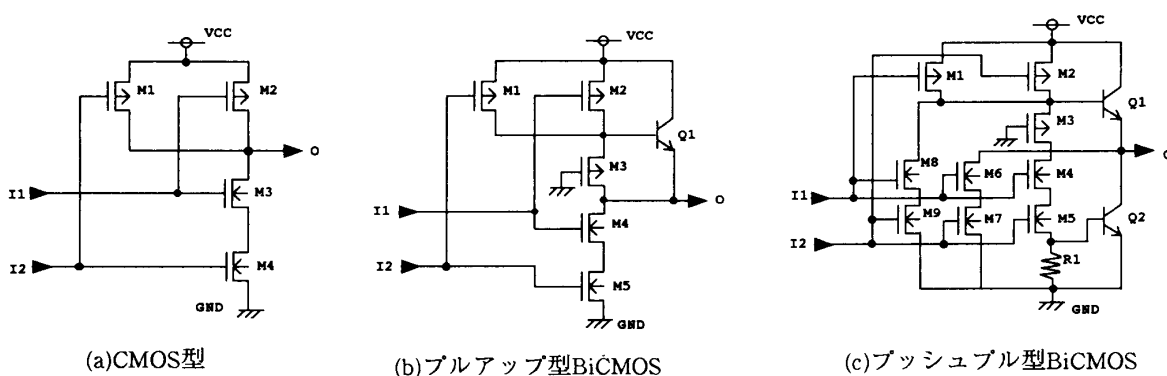 VCC
M1
M2
O
I1
M3
I2
M4
GND
(a)CMOS型
VCC
M1
M2
Q1
M3
I1
O
M4
I2
M5
GND
(b)プルアップ型BiCMOS
VCC
M1
M2
Q1
M3
O
M8
M6
M4
I1
M9
M7
M5
Q2
I2
R1
GND
(c)プッシュプル型BiCMOS